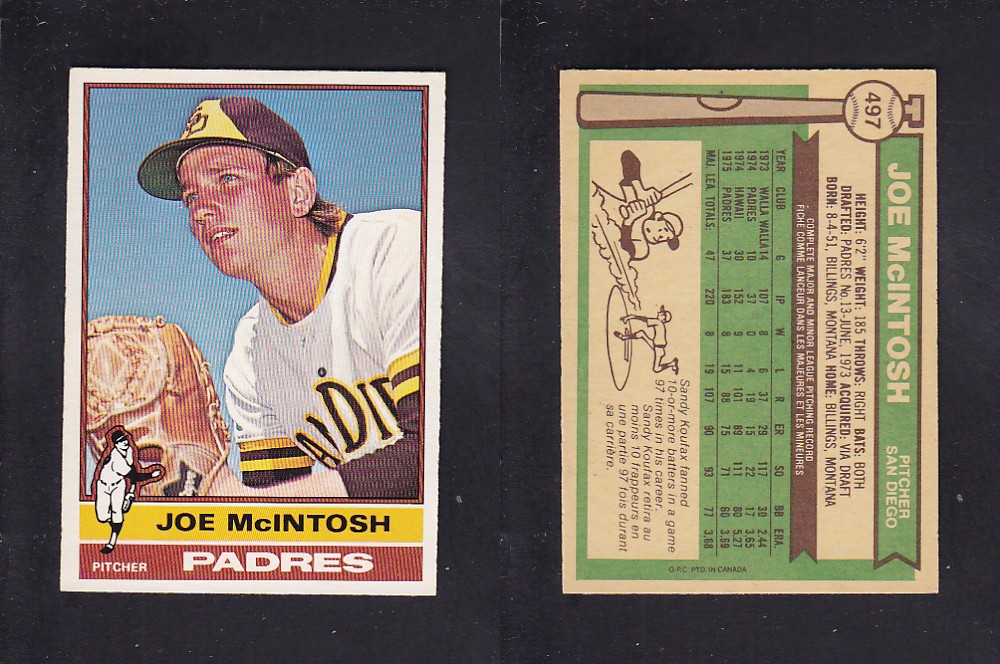 SD
PADRES
JOE McINTOSH
PITCHER
PADRES
497
JOE McINTOSH
PITCHER
SAN DIEGO
HEIGHT: 6'2" WEIGHT: 185 THROWS: RIGHT BATS: BOTH
DRAFTED: PADRES No.13-JUNE, 1973 ACQUIRED: VIA DRAFT
BORN: 8-4-51, BILLINGS, MONTANA HOME: BILLINGS, MONTANA
COMPLETE MAJOR AND MINOR LEAGUE PITCHING RECORD
FICHE COMME LANCEUR DANS LES MAJEURES ET LES MINEURES
YEAR CLUB G IP W L R ER SO BB ERA
1973 WALLA WALLA 14 107 8 6 37 29 117 30 2.44
1974 PADRES 10 37 0 4 19 15 22 17 3.65
1974 HAWAII 30 152 9 11 101 89 111 80 5.27
1975 PADRES 37 183 8 15 88 75 71 60 3.69
MAJ. LEA. TOTALS: 47 220 8 19 107 90 93 77 3.68
Sandy Koufax fanned
10-or-more batters in a game
97 times in his career.
Sandy Koufax retira au
moins 10 frappeurs en
une partie 97 fois durant
sa carrière.
O.P.C. PTD. IN CANADA